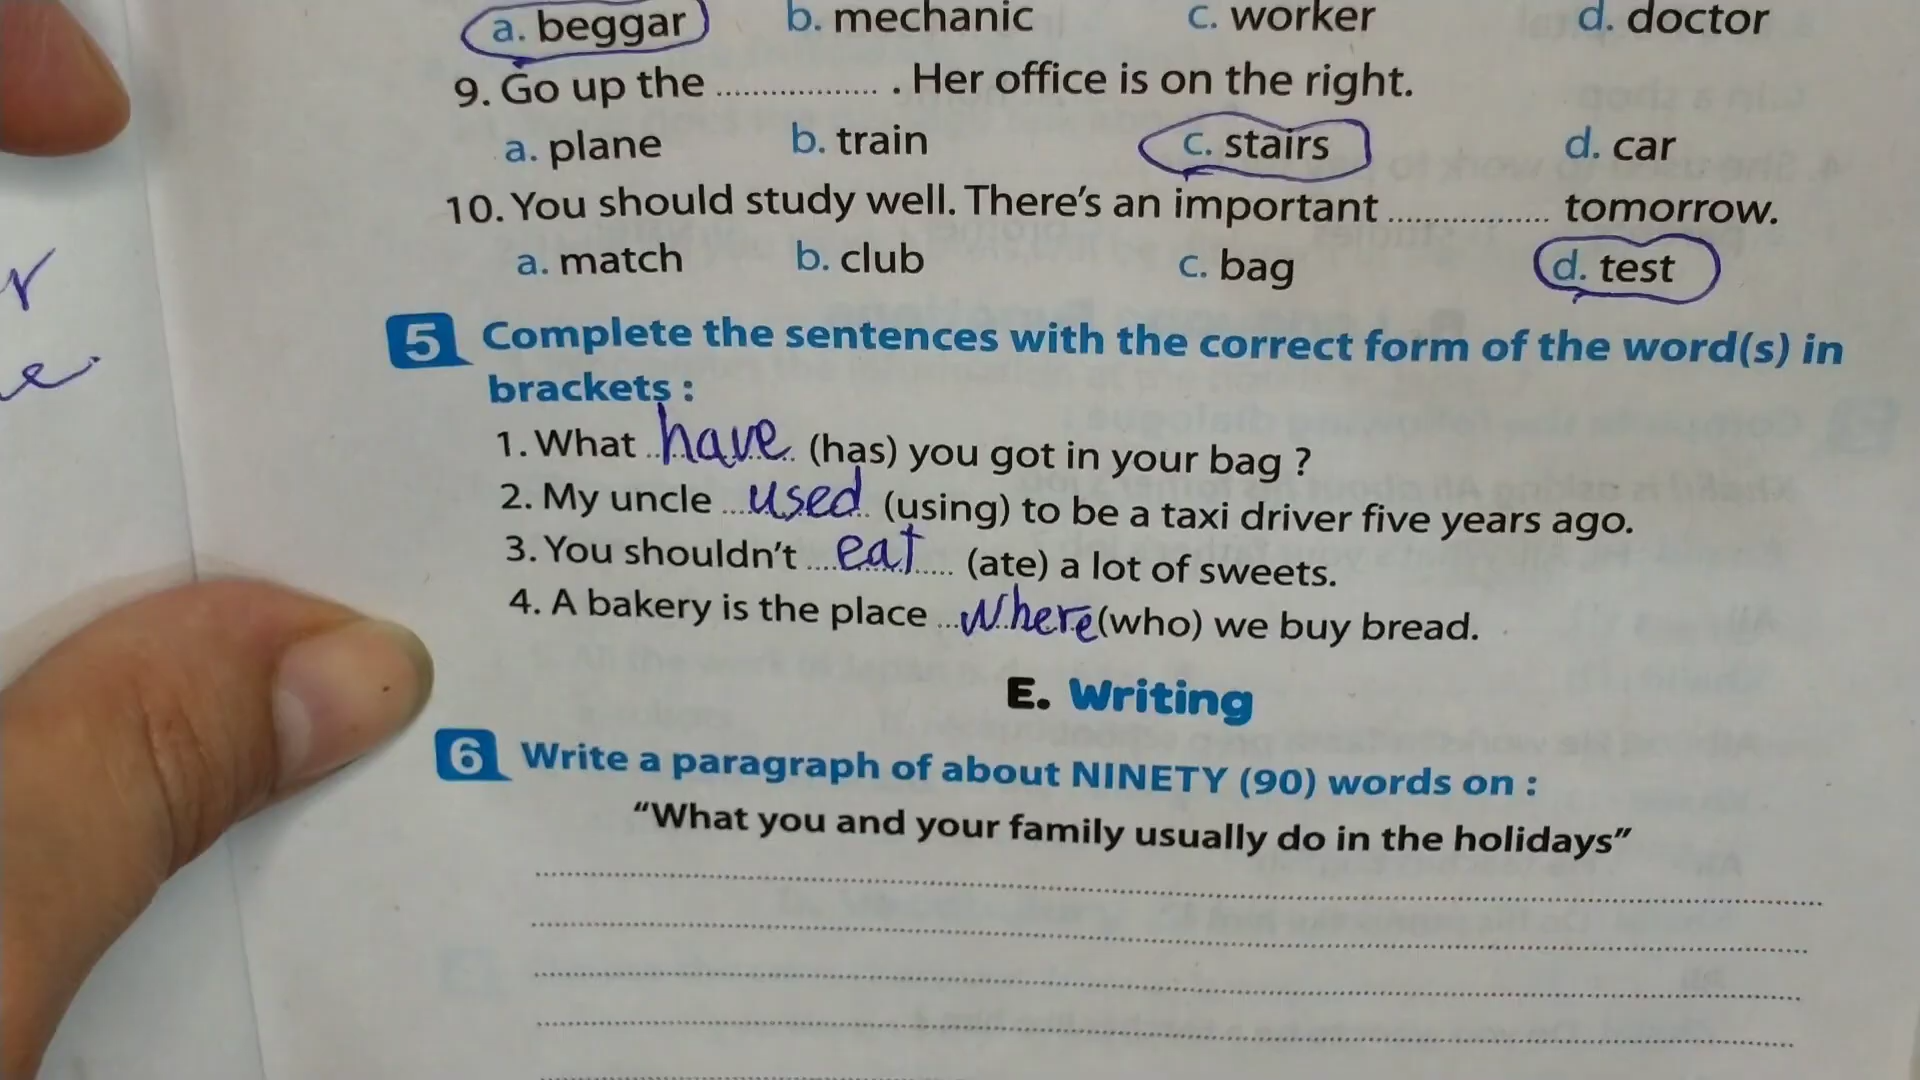 a. beggar b. mechanic c. worker d. doctor
9. Go up the ................. . Her office is on the right.
a. plane b. train c. stairs d. car
10. You should study well. There's an important ................. tomorrow.
a. match b. club c. bag d. test
5 Complete the sentences with the correct form of the word(s) in
brackets :
1. What have (has) you got in your bag ?
2. My uncle used (using) to be a taxi driver five years ago.
3. You shouldn't eat (ate) a lot of sweets.
4. A bakery is the place where (who) we buy bread.
E. Writing
6 Write a paragraph of about NINETY (90) words on :
"What you and your family usually do in the holidays"